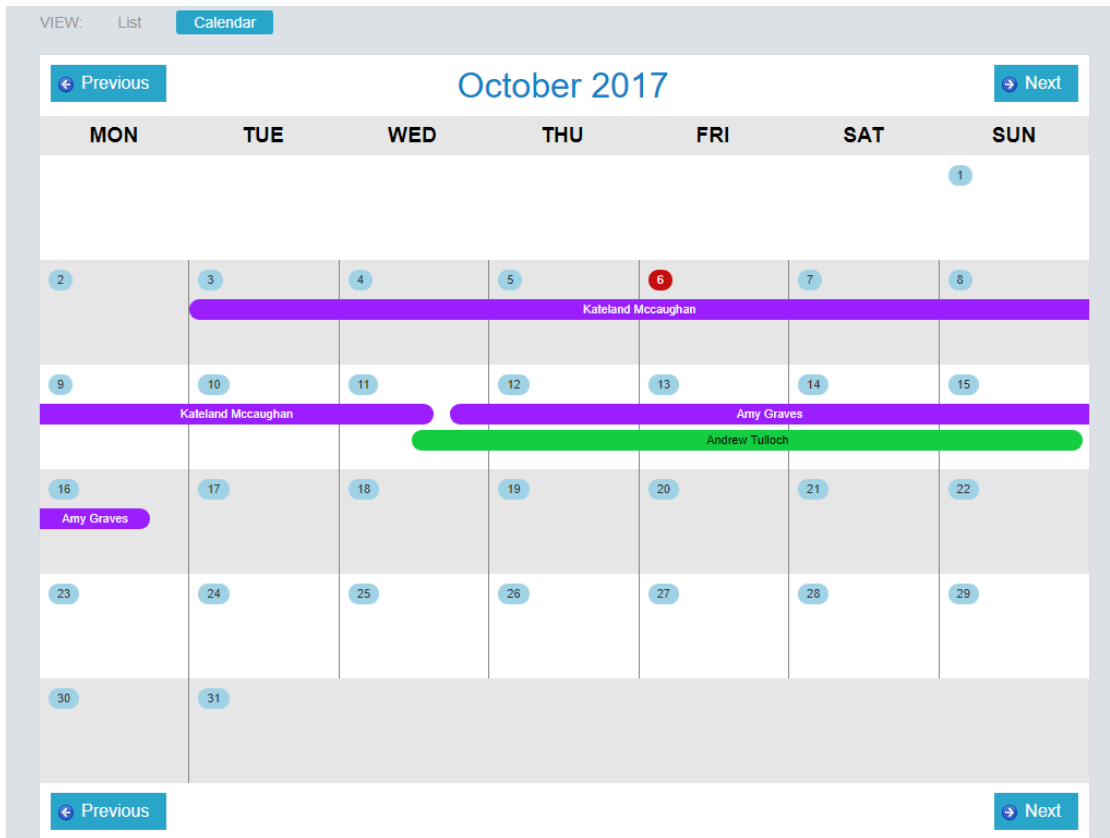 VIEW: List Calendar
Previous October 2017 Next
MON TUE WED THU FRI SAT SUN
1
2 3 4 5 6 7 8
Kateland Mccaughan
9 10 11 12 13 14 15
Kateland Mccaughan Amy Graves
Andrew Tulloch
16 17 18 19 20 21 22
Amy Graves
23 24 25 26 27 28 29
30 31
Previous Next